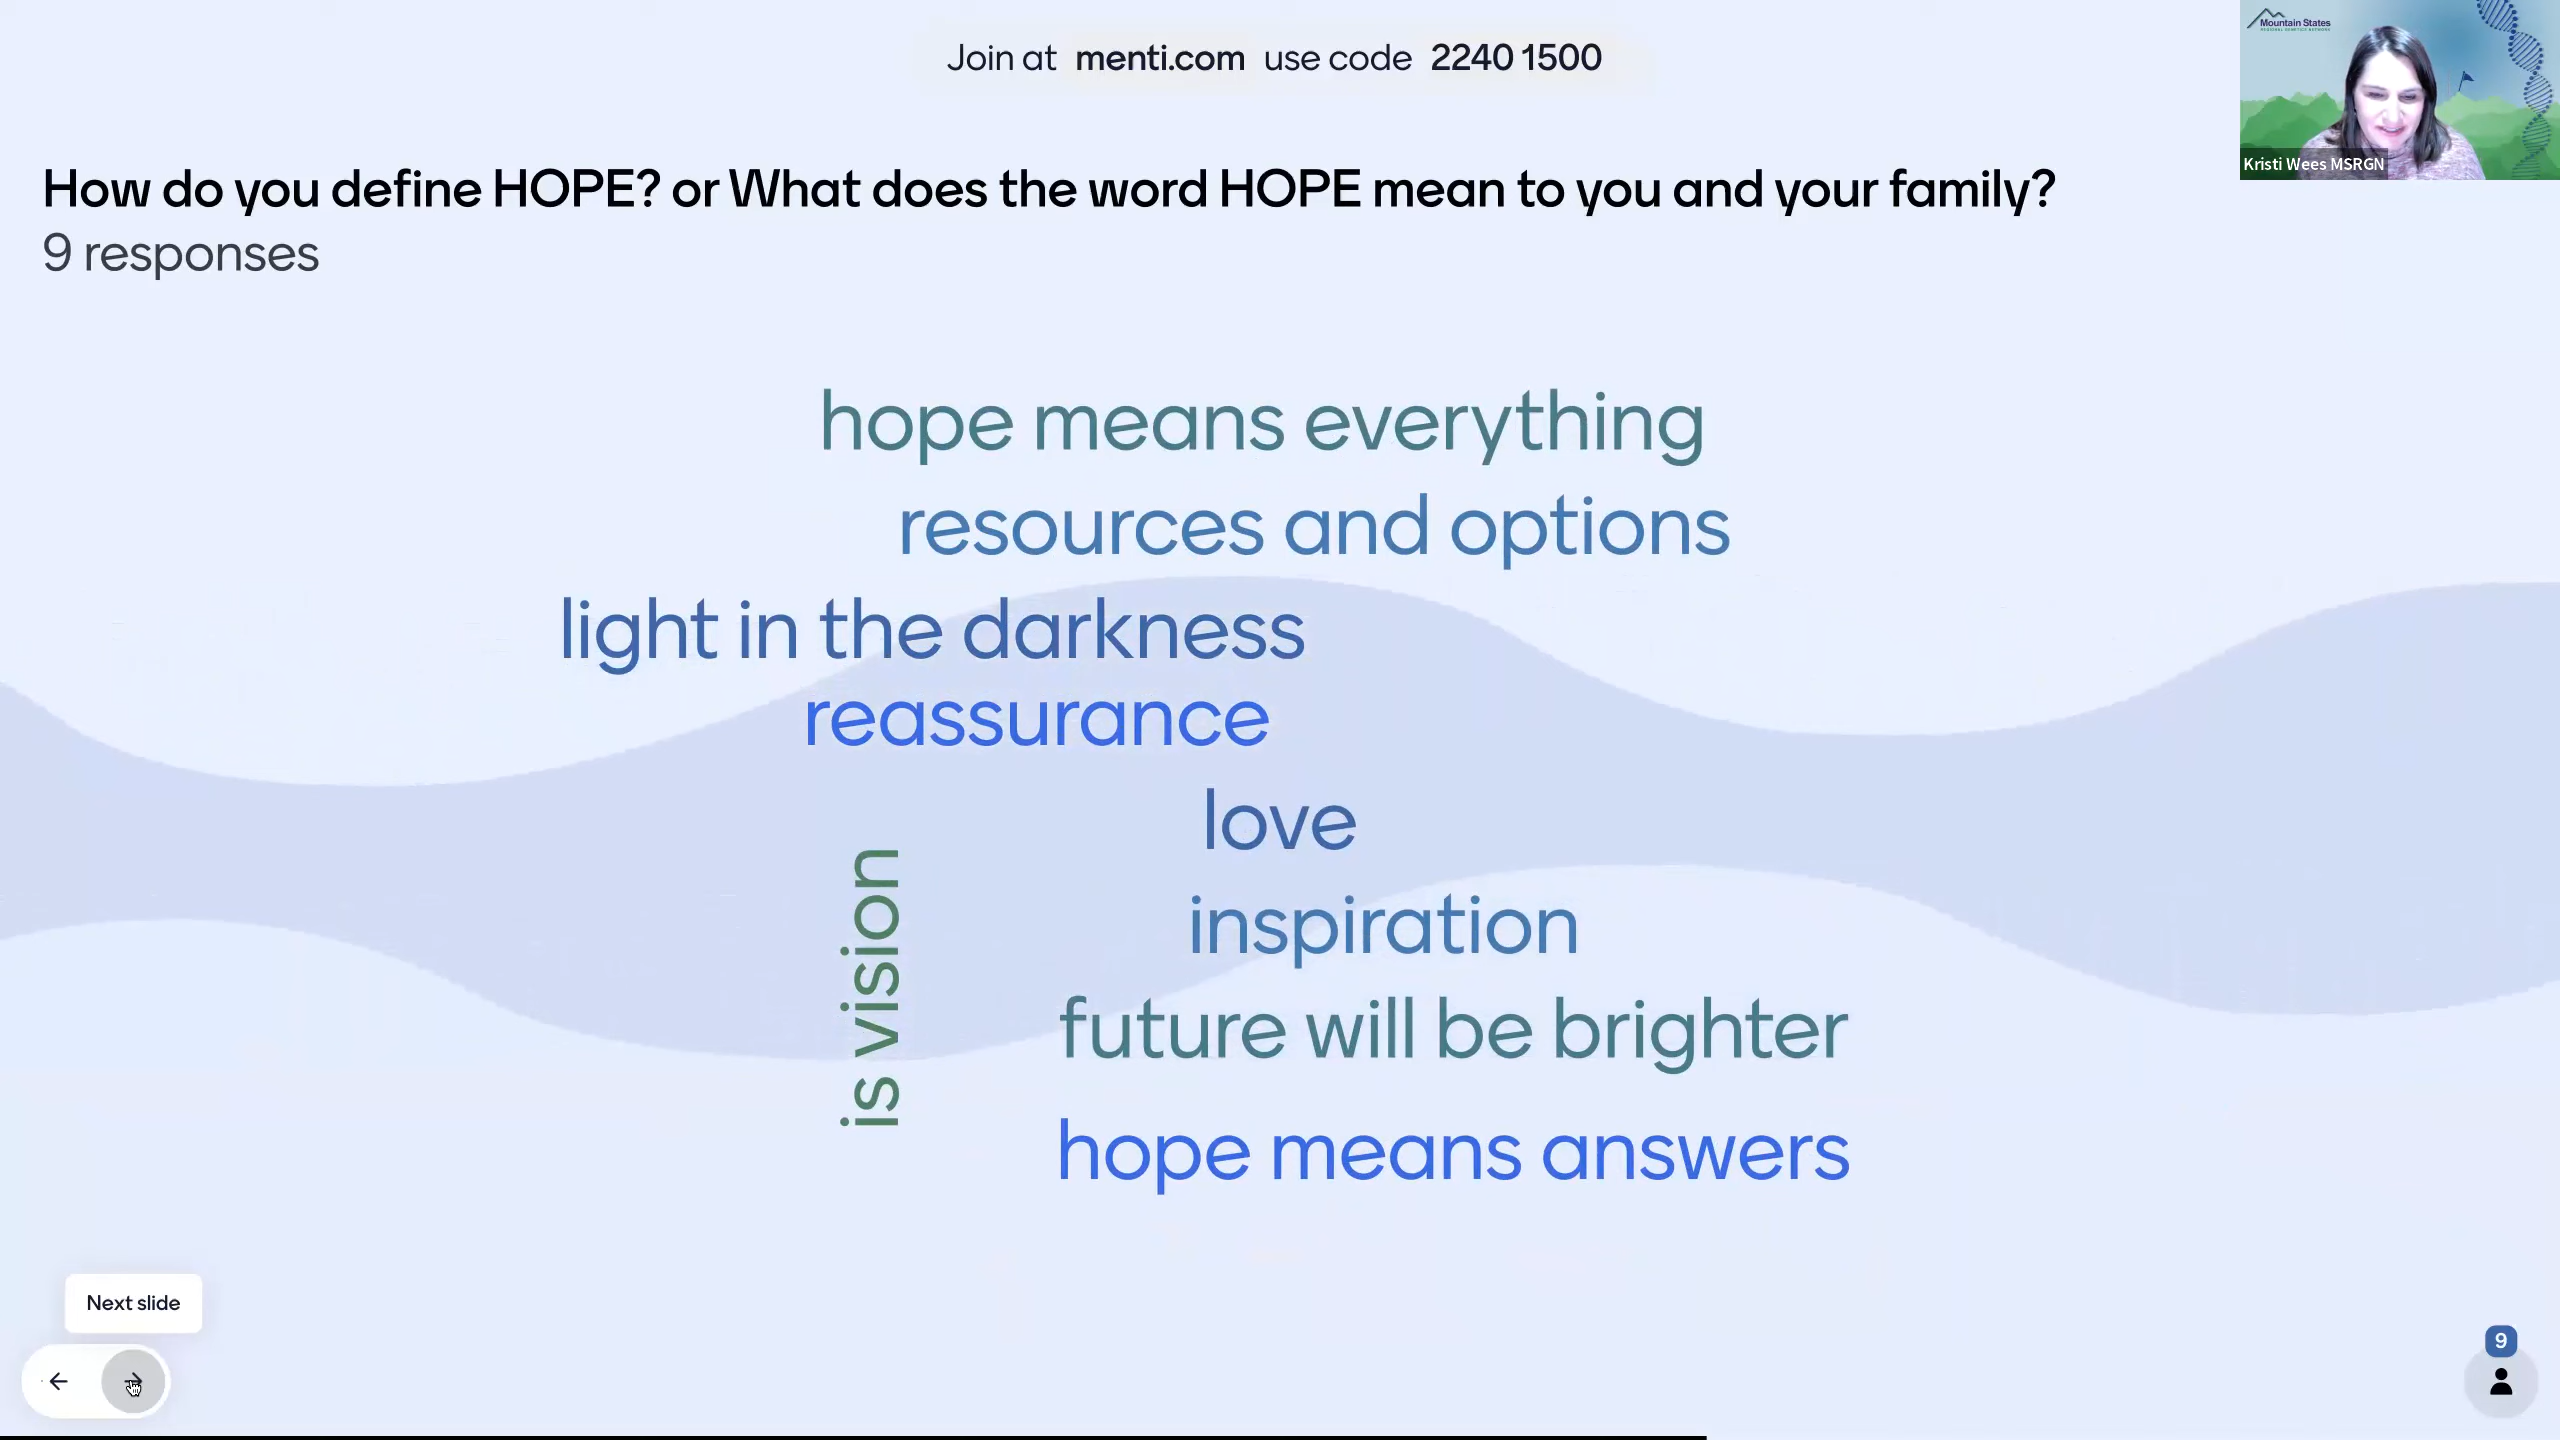 Join at menti.com use code 2240 1500
Mountain States
REGIONAL GENETICS NETWORK
Kristi Wees MSRGN
How do you define HOPE? or What does the word HOPE mean to you and your family?
9 responses
hope means everything
resources and options
light in the darkness
reassurance
love
is vision
inspiration
future will be brighter
hope means answers
Next slide
9